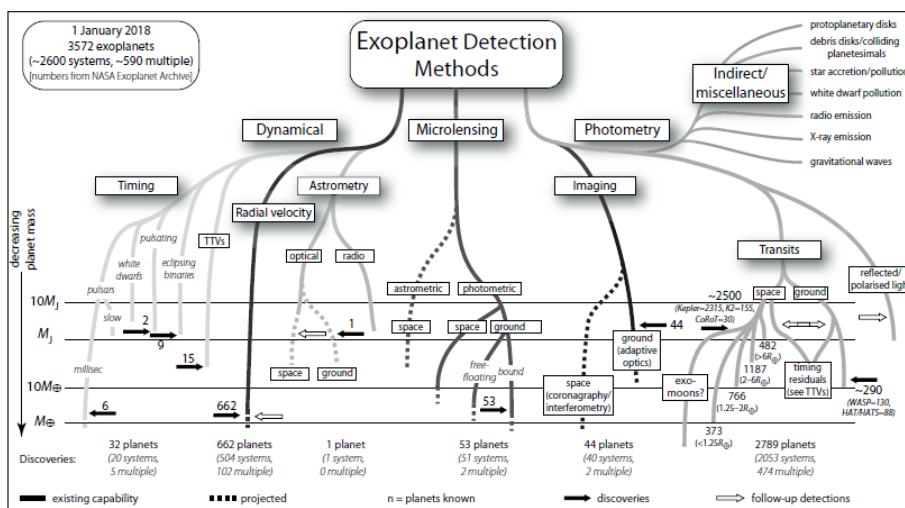 1 January 2018
3572 exoplanets
(~2600 systems, ~590 multiple)
[numbers from NASA Exoplanet Archive]
Exoplanet Detection
Methods
protoplanetary disks
debris disks/colliding
planetesimals
Indirect/
miscellaneous
star accretion/pollution
white dwarf pollution
radio emission
X-ray emission
gravitational waves
Dynamical
Microlensing
Photometry
decreasing
planet mass
Timing
Astrometry
Imaging
Radial velocity
pulsating
TTVs
white
dwarfs
eclipsing
binaries
pulsars
slow
millisec
optical
radio
astrometric
photometric
Transits
space
ground
reflected/
polarised light
10MJ
MJ
10M⊕
M⊕
2
9
15
6
662
1
space
ground
space
space
ground
free-
floating
bound
53
44
ground
(adaptive
optics)
space
(coronagraphy/
interferometry)
~2500
(Kepler=2315, K2=155,
CoRoT=30)
exo-
moons?
482
(>6R⊕)
1187
(2–6R⊕)
766
(1.25–2R⊕)
373
(<1.25R⊕)
timing
residuals
(see TTVs)
~290
(WASP=130,
HAT/HATS=88)
Discoveries:
32 planets
(20 systems,
5 multiple)
662 planets
(504 systems,
102 multiple)
1 planet
(1 system,
0 multiple)
53 planets
(51 systems,
2 multiple)
44 planets
(40 systems,
2 multiple)
2789 planets
(2053 systems,
474 multiple)
existing capability
projected
n = planets known
discoveries
follow-up detections